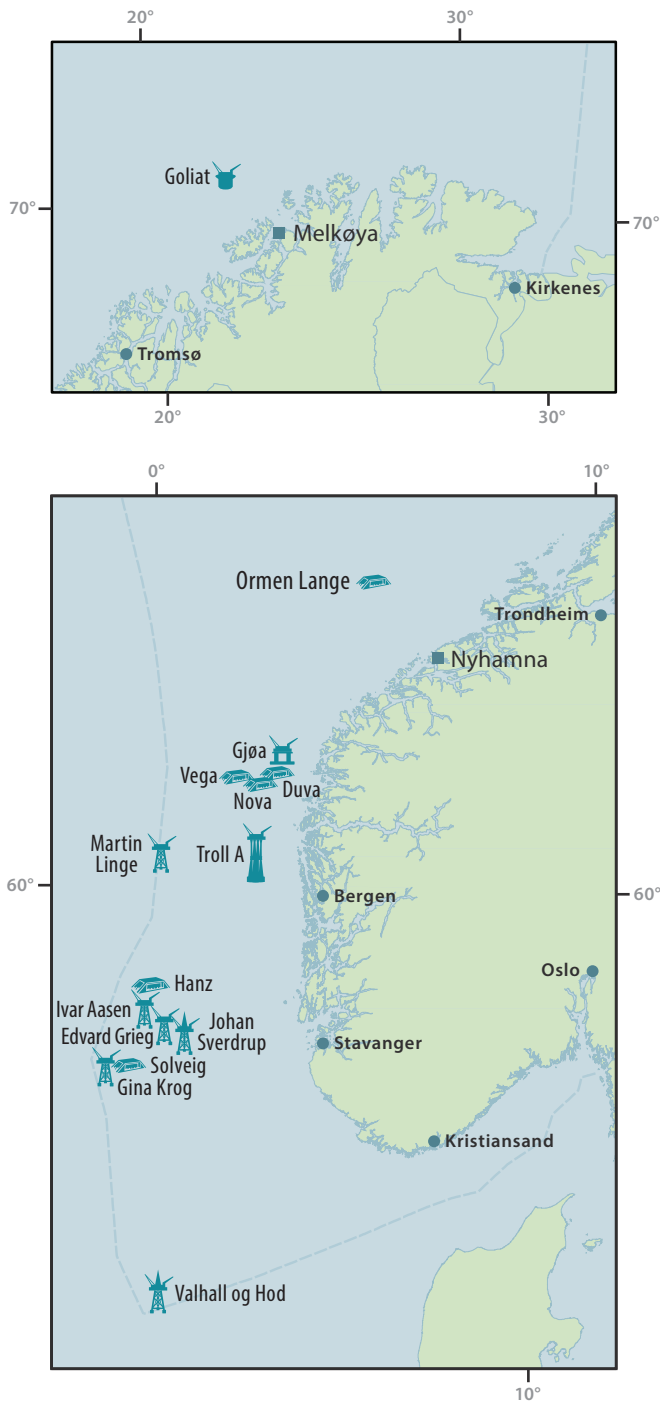 20°
30°
Goliat
70°
70°
Melkøya
Kirkenes
Tromsø
20°
30°
0°
10°
Ormen Lange
Trondheim
Nyhamna
Gjøa
Vega
Duva
Nova
Martin
Linge
Troll A
60°
60°
Bergen
Oslo
Hanz
Ivar Aasen
Edvard Grieg
Johan
Sverdrup
Stavanger
Solveig
Gina Krog
Kristiansand
Valhall og Hod
10°